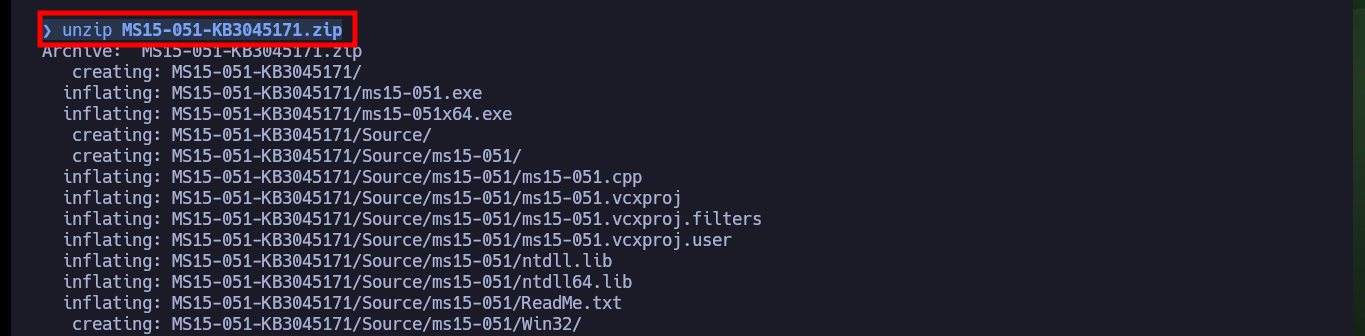 ❯ unzip MS15-051-KB3045171.zip
Archive:  MS15-051-KB3045171.zip
   creating: MS15-051-KB3045171/
  inflating: MS15-051-KB3045171/ms15-051.exe
  inflating: MS15-051-KB3045171/ms15-051x64.exe
   creating: MS15-051-KB3045171/Source/
   creating: MS15-051-KB3045171/Source/ms15-051/
  inflating: MS15-051-KB3045171/Source/ms15-051/ms15-051.cpp
  inflating: MS15-051-KB3045171/Source/ms15-051/ms15-051.vcxproj
  inflating: MS15-051-KB3045171/Source/ms15-051/ms15-051.vcxproj.filters
  inflating: MS15-051-KB3045171/Source/ms15-051/ms15-051.vcxproj.user
  inflating: MS15-051-KB3045171/Source/ms15-051/ntdll.lib
  inflating: MS15-051-KB3045171/Source/ms15-051/ntdll64.lib
  inflating: MS15-051-KB3045171/Source/ms15-051/ReadMe.txt
   creating: MS15-051-KB3045171/Source/ms15-051/Win32/